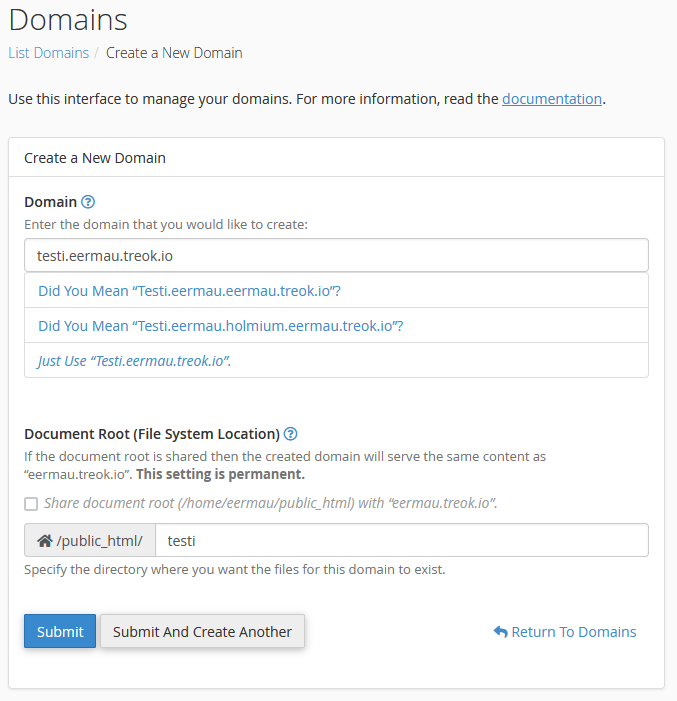 Domains
List Domains / Create a New Domain
Use this interface to manage your domains. For more information, read the documentation.
Create a New Domain
Domain
Enter the domain that you would like to create:
testi.eermau.treok.io
Did You Mean “Testi.eermau.eermau.treok.io”?
Did You Mean “Testi.eermau.holmium.eermau.treok.io”?
Just Use “Testi.eermau.treok.io”.
Document Root (File System Location)
If the document root is shared then the created domain will serve the same content as
“eermau.treok.io”. This setting is permanent.
Share document root (/home/eermau/public_html) with “eermau.treok.io”.
/public_html/ testi
Specify the directory where you want the files for this domain to exist.
Submit Submit And Create Another Return To Domains